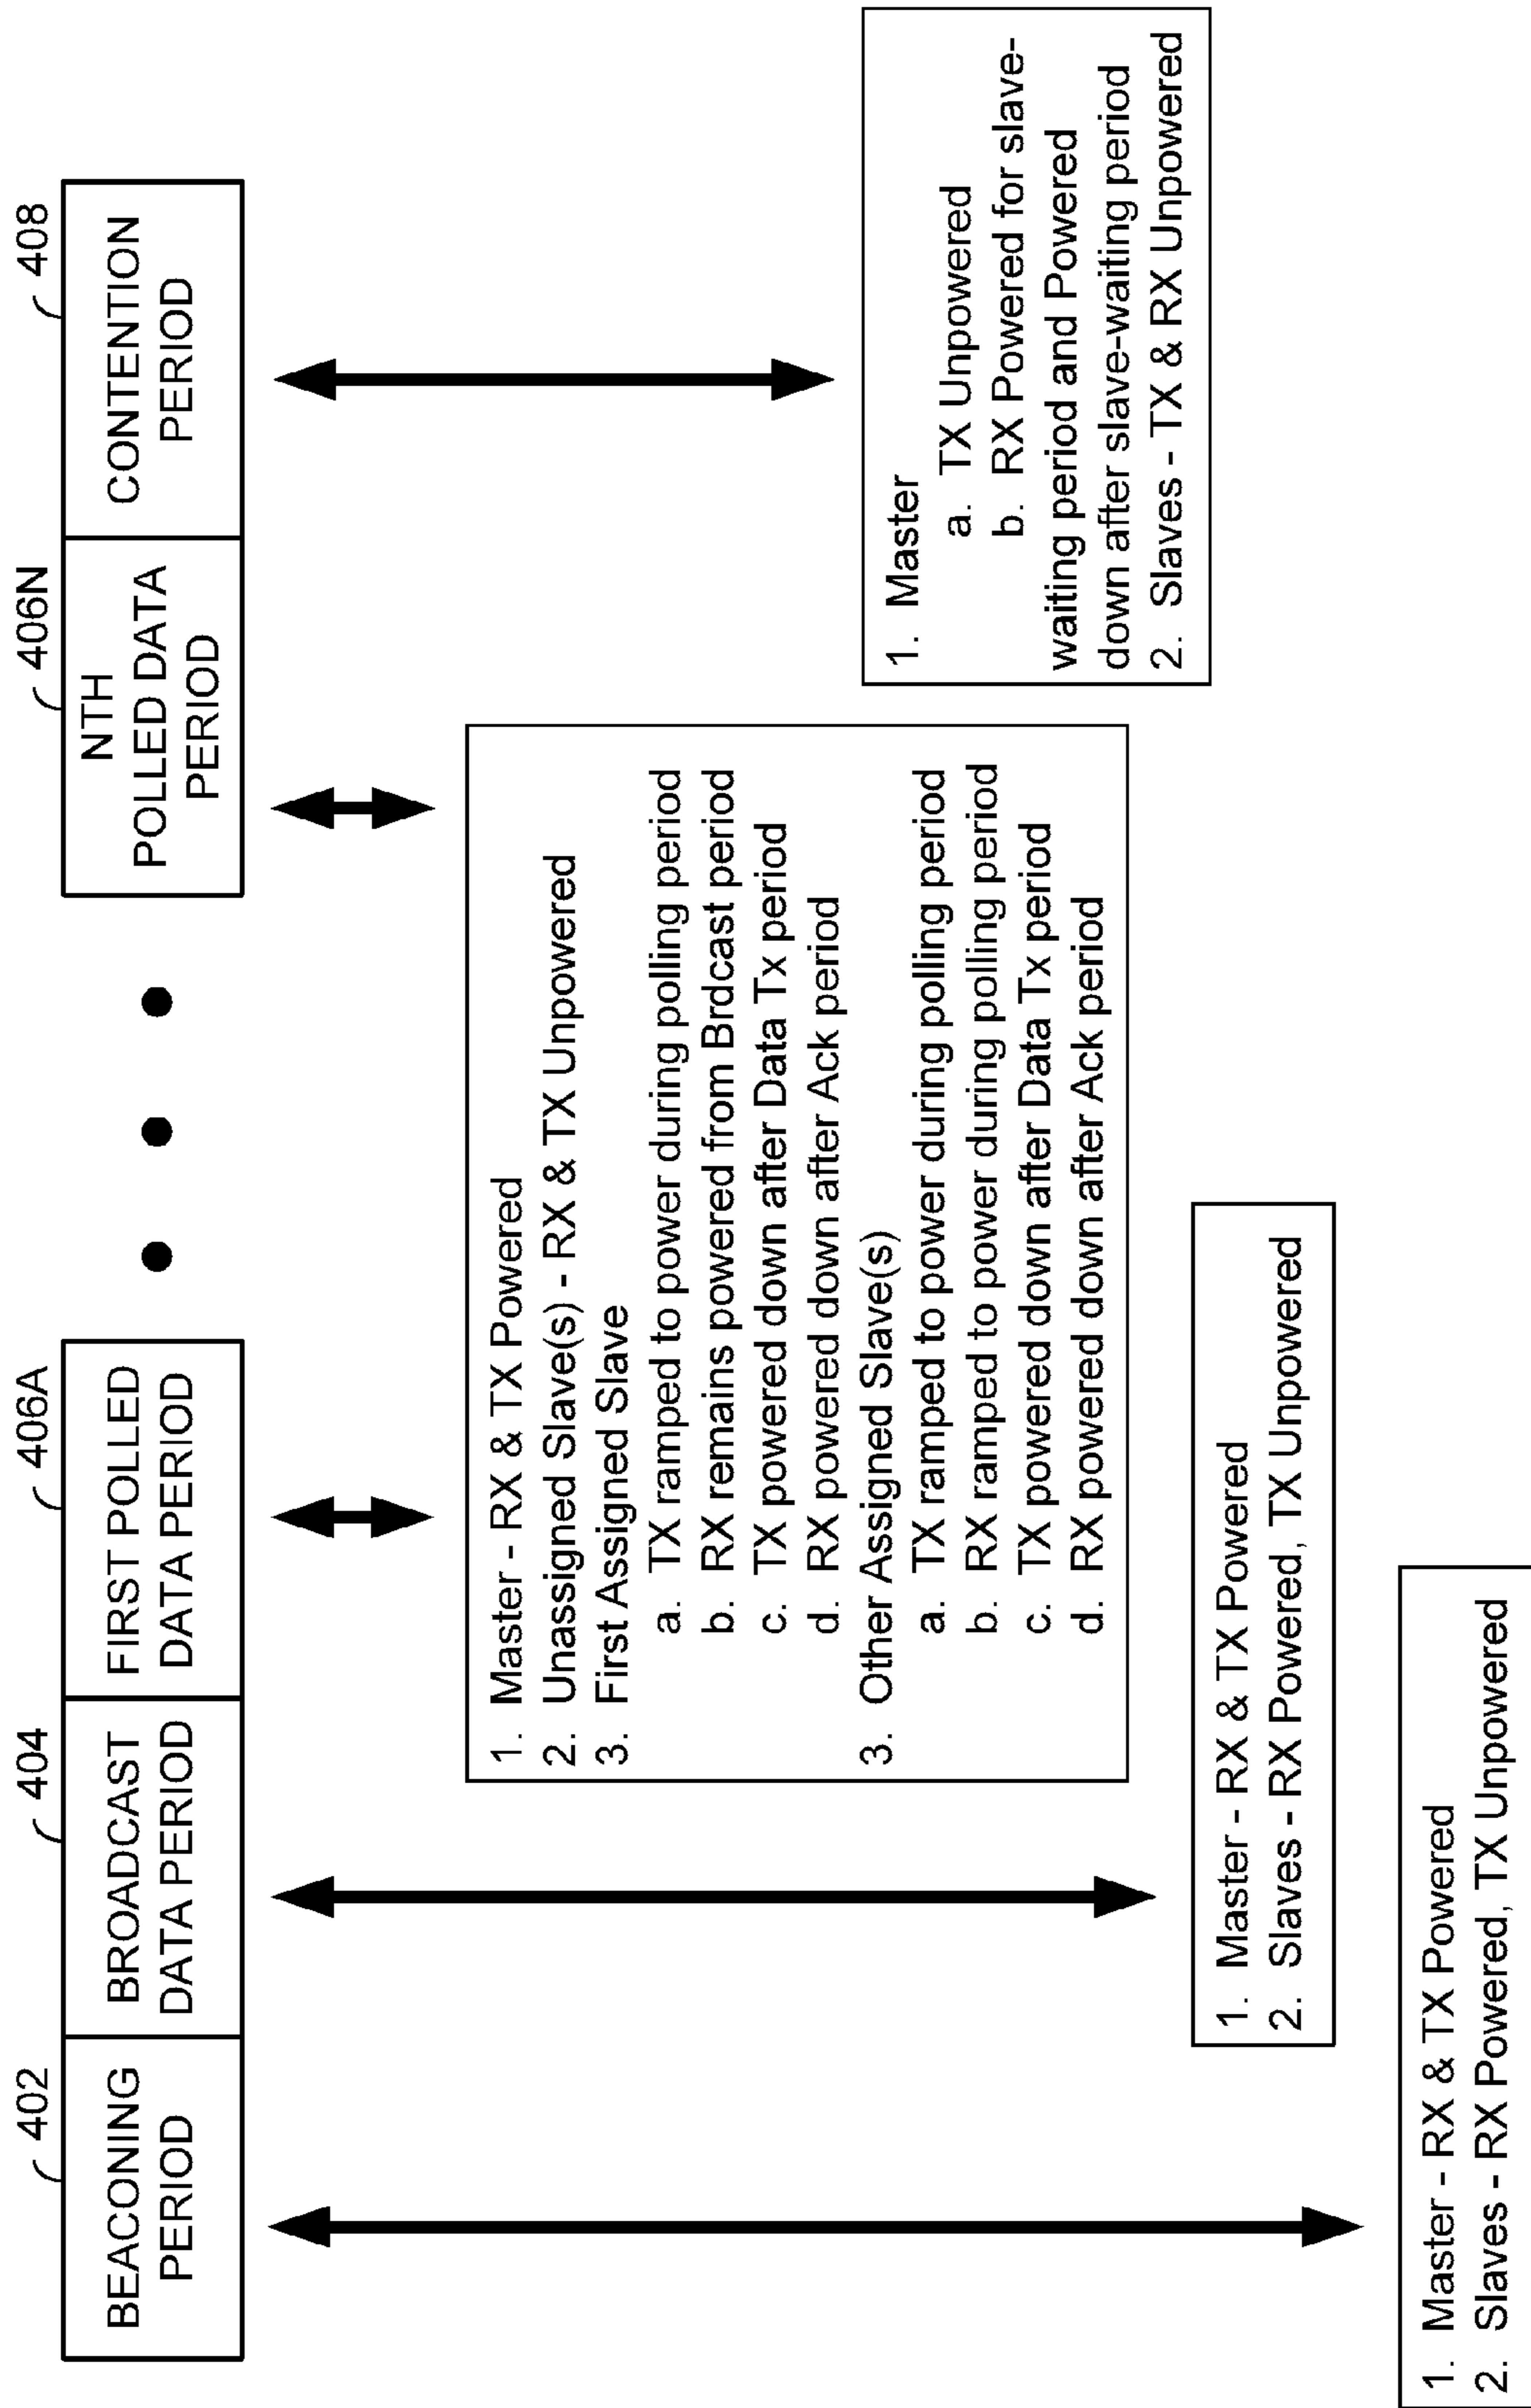 402
404
406A
406N
408
BEACONING
PERIOD
BROADCAST
DATA PERIOD
FIRST POLLED
DATA PERIOD
NTH
POLLED DATA
PERIOD
CONTENTION
PERIOD
1. Master - RX & TX Powered
2. Unassigned Slave(s) - RX & TX Unpowered
3. First Assigned Slave
a. TX ramped to power during polling period
b. RX remains powered from Brdcast period
c. TX powered down after Data Tx period
d. RX powered down after Ack period
3. Other Assigned Slave(s)
a. TX ramped to power during polling period
b. RX ramped to power during polling period
c. TX powered down after Data Tx period
d. RX powered down after Ack period
1. Master
a. TX Unpowered
b. RX Powered for slave-
waiting period and Powered
down after slave-waiting period
2. Slaves - TX & RX Unpowered
1. Master - RX & TX Powered
2. Slaves - RX Powered, TX Unpowered
1. Master - RX & TX Powered
2. Slaves - RX Powered, TX Unpowered